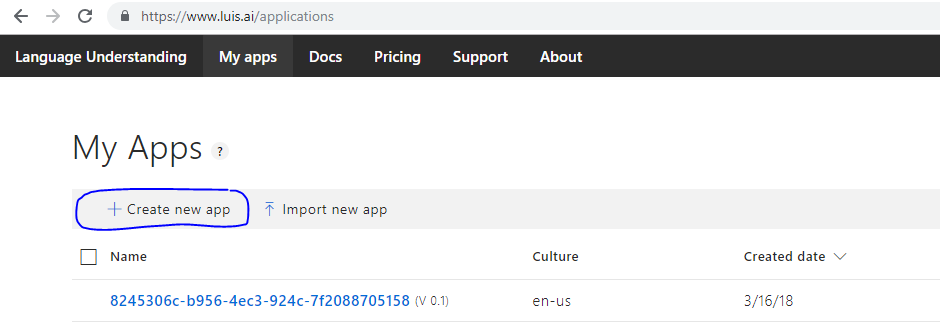 https://www.luis.ai/applications
Language Understanding My apps Docs Pricing Support About
My Apps ?
+ Create new app Import new app
Name Culture Created date
8245306c-b956-4ec3-924c-7f2088705158 (V 0.1) en-us 3/16/18